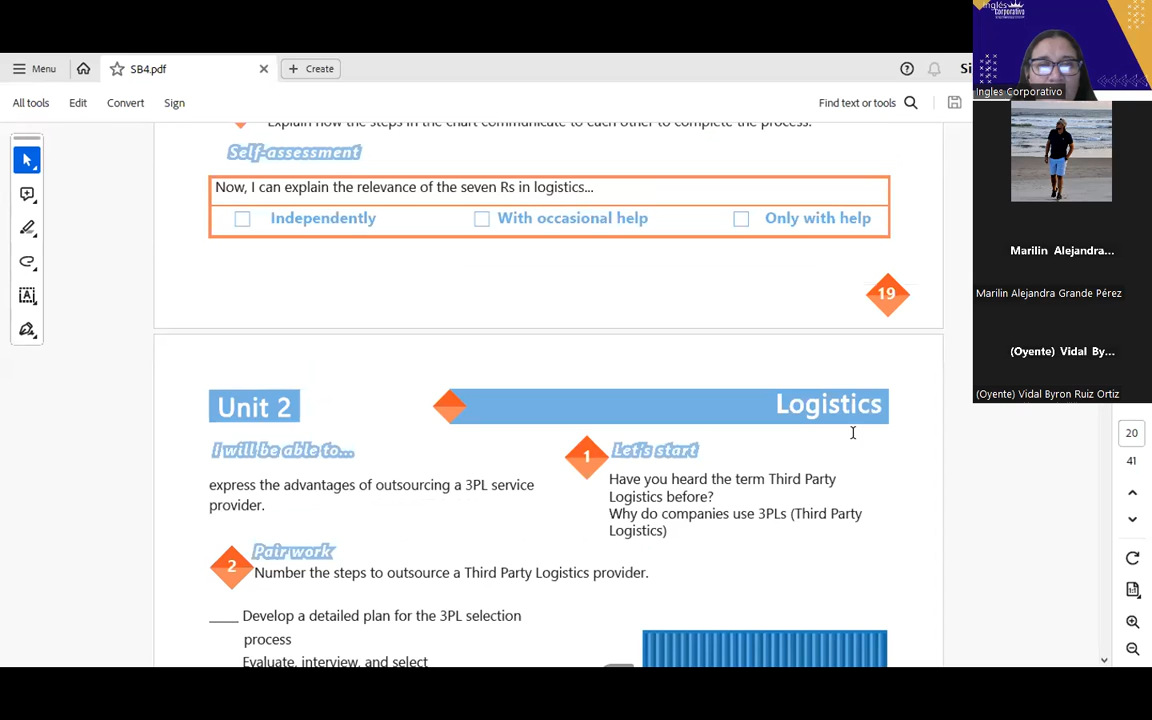 Menu
SB4.pdf
Create
All tools
Edit
Convert
Sign
Find text or tools
Explain how the steps in the chart communicate to each other to complete the process.
Self-assessment
Now, I can explain the relevance of the seven Rs in logistics...
Independently
With occasional help
Only with help
19
Unit 2
Logistics
I will be able to...
express the advantages of outsourcing a 3PL service
provider.
1
Let's start
Have you heard the term Third Party
Logistics before?
Why do companies use 3PLs (Third Party
Logistics)
2
Pair work
Number the steps to outsource a Third Party Logistics provider.
____ Develop a detailed plan for the 3PL selection
process
Evaluate, interview, and select
Inglés
corporativo
Ingles Corporativo
Marilin Alejandra...
Marilin Alejandra Grande Pérez
(Oyente) Vidal By...
(Oyente) Vidal Byron Ruiz Ortiz
20
41